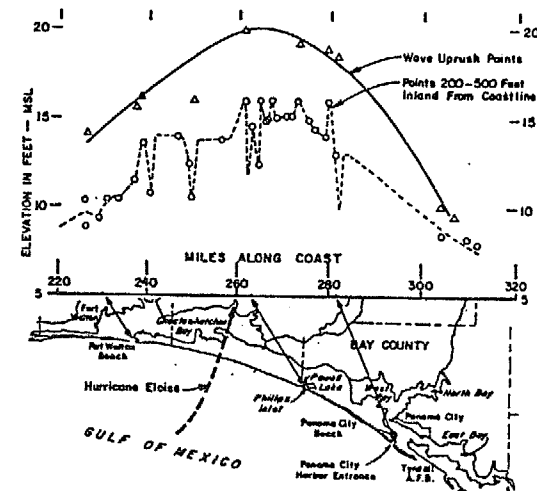 20
20
15
15
10
10
5
5
ELEVATION IN FEET — MSL
Wave Uprush Points
Points 200-500 Feet
Inland From Coastline
MILES ALONG COAST
220
240
260
280
300
320
Fort
Walton
Choctawhatchee
Bay
Fort Walton
Beach
Hurricane Eloise
GULF OF MEXICO
BAY COUNTY
Powell
Lake
Phillips
Inlet
West
Bay
North Bay
Panama City
Panama City
Beach
East Bay
Panama City
Harbor Entrance
Tyndall
A.F.B.